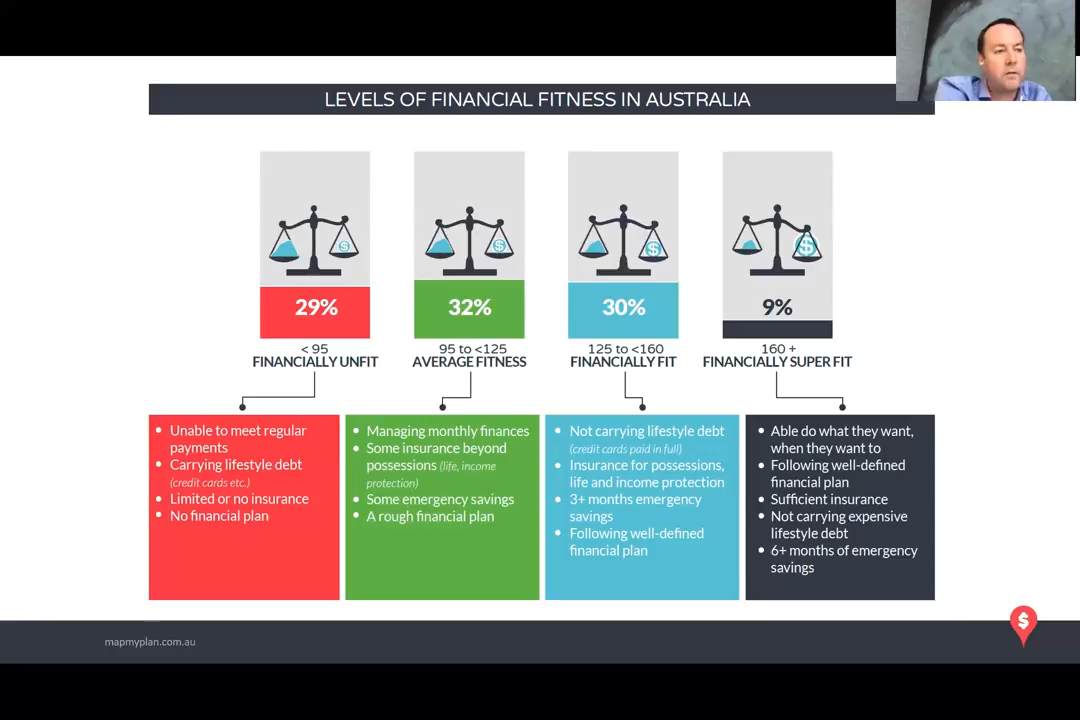 LEVELS OF FINANCIAL FITNESS IN AUSTRALIA
29%
32%
30%
9%
< 95
FINANCIALLY UNFIT
95 to <125
AVERAGE FITNESS
125 to <160
FINANCIALLY FIT
160 +
FINANCIALLY SUPER FIT
• Unable to meet regular
payments
• Carrying lifestyle debt
(credit cards etc.)
• Limited or no insurance
• No financial plan
• Managing monthly finances
• Some insurance beyond
possessions (life, income
protection)
• Some emergency savings
• A rough financial plan
• Not carrying lifestyle debt
(credit cards paid in full)
• Insurance for possessions,
life and income protection
• 3+ months emergency
savings
• Following well-defined
financial plan
• Able do what they want,
when they want to
• Following well-defined
financial plan
• Sufficient insurance
• Not carrying expensive
lifestyle debt
• 6+ months of emergency
savings
mapmyplan.com.au
$